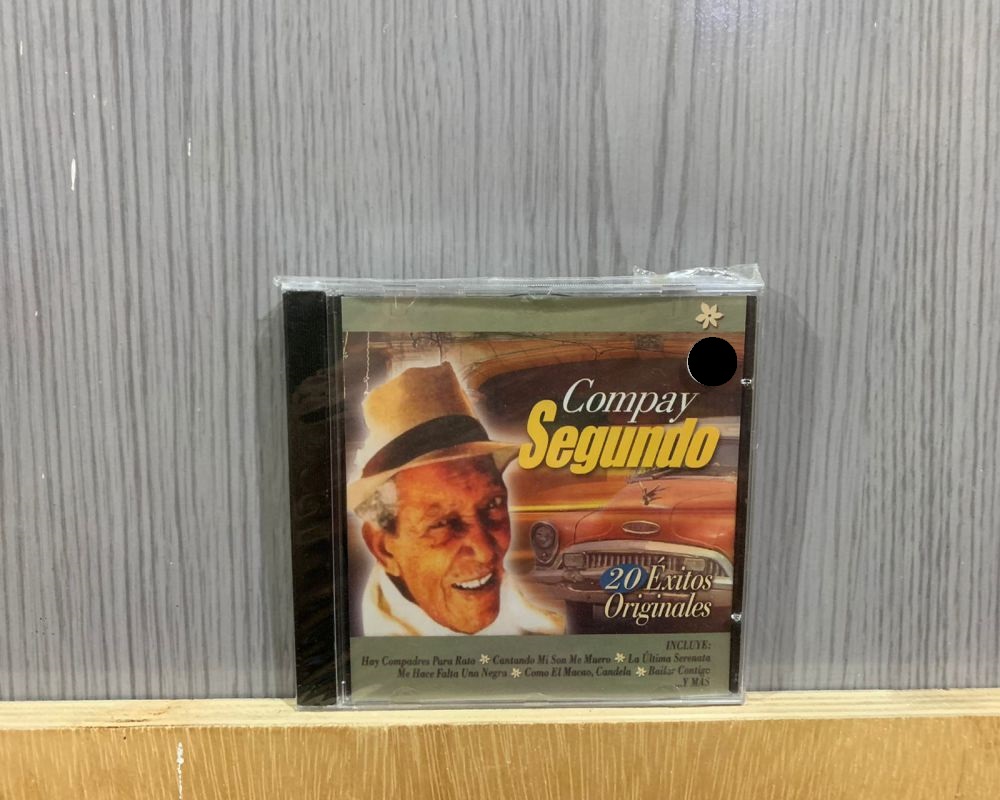 Compay
Segundo
20 Éxitos
Originales
INCLUYE:
Hay Compadres Para Rato Cantando Mi Son Me Muero La Última Serenata
Me Hace Falta Una Negra Como El Macao, Candela Bailar Contigo
...Y MÁS